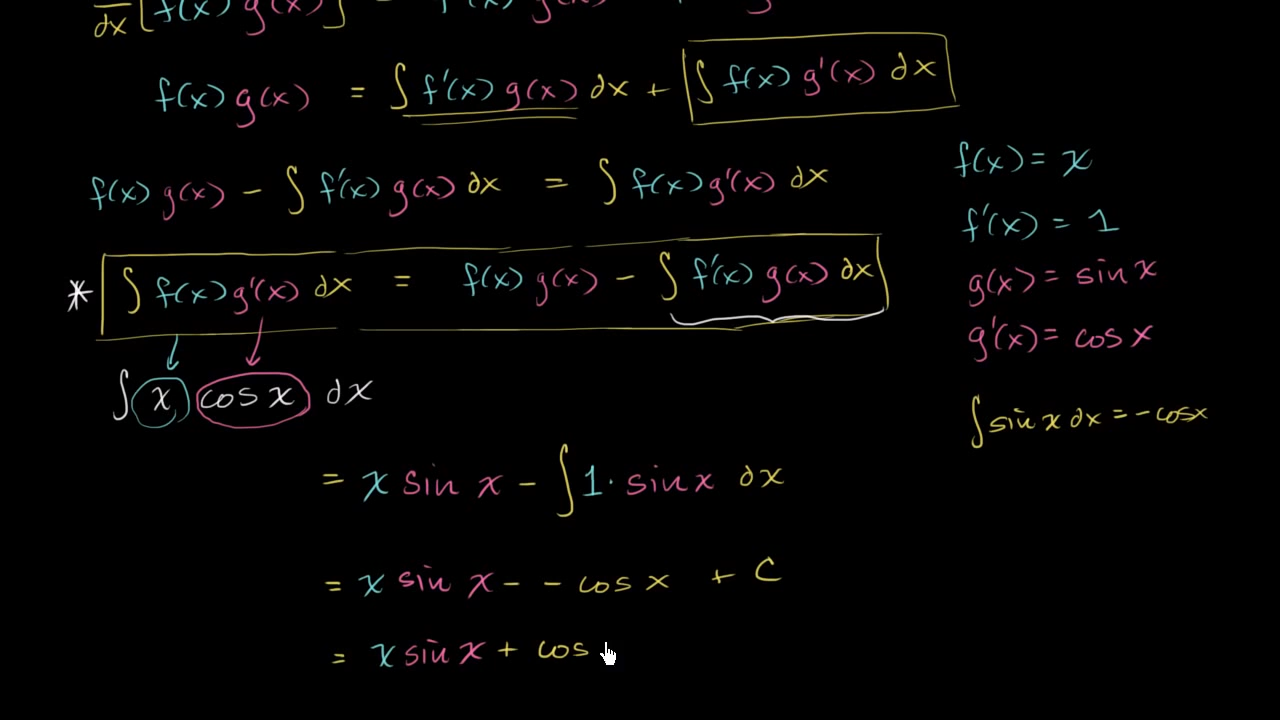 d/dx [f(x) g(x)]
f(x) g(x) = ∫ f'(x) g(x) dx + ∫ f(x) g'(x) dx
f(x) g(x) - ∫ f'(x) g(x) dx = ∫ f(x) g'(x) dx
* ∫ f(x) g'(x) dx = f(x) g(x) - ∫ f'(x) g(x) dx
∫ x cos x dx
= x sin x - ∫ 1 · sin x dx
= x sin x - - cos x + C
= x sin x + cos
f(x) = x
f'(x) = 1
g(x) = sin x
g'(x) = cos x
∫ sin x dx = - cos x